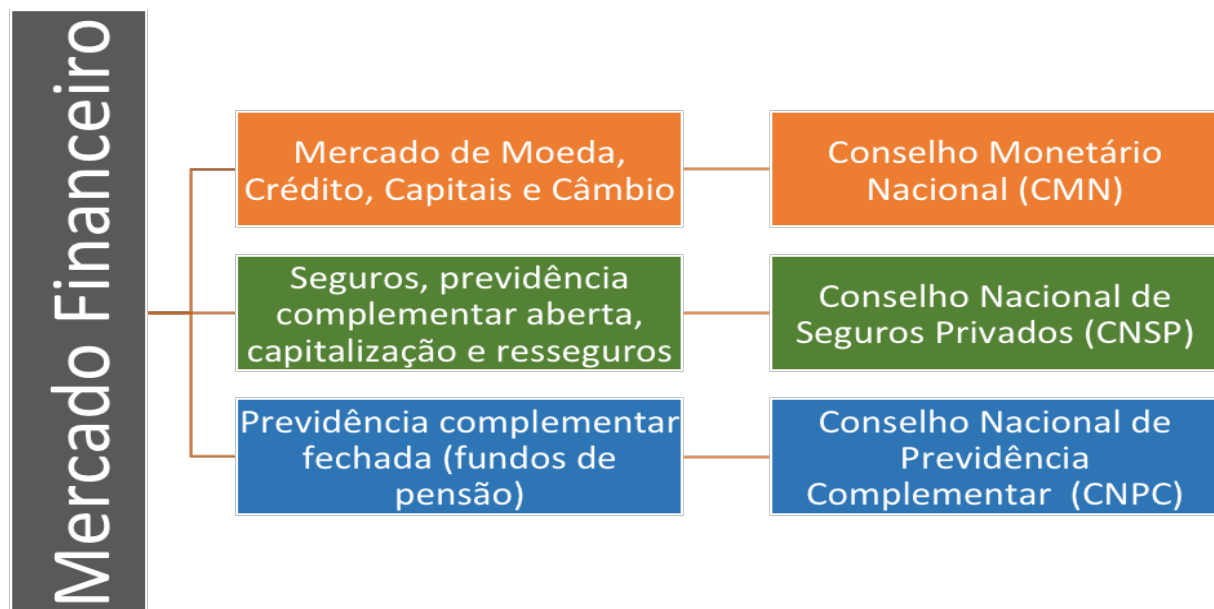 Mercado Financeiro
Mercado de Moeda,
Crédito, Capitais e Câmbio
Conselho Monetário
Nacional (CMN)
Seguros, previdência
complementar aberta,
capitalização e resseguros
Conselho Nacional de
Seguros Privados (CNSP)
Previdência complementar
fechada (fundos de
pensão)
Conselho Nacional de
Previdência
Complementar (CNPC)